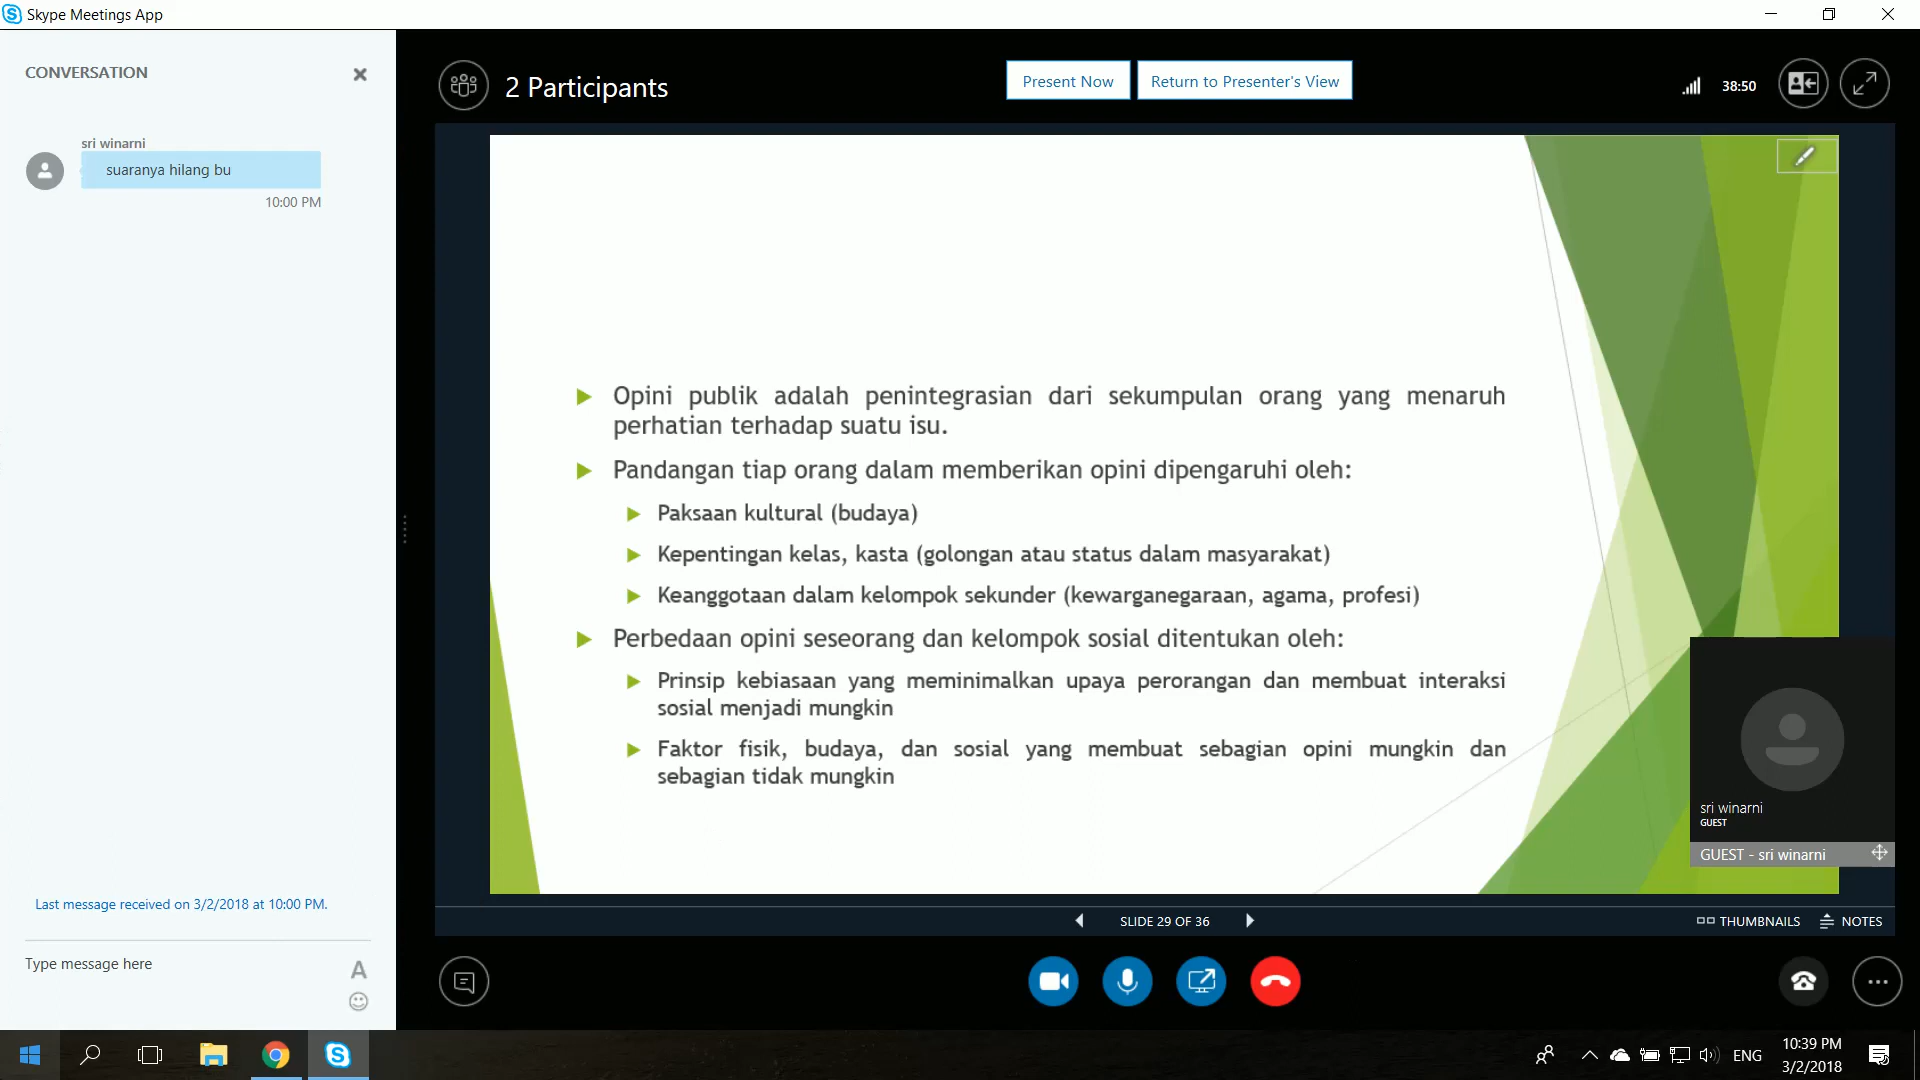 Skype Meetings App
CONVERSATION
sri winarni
suaranya hilang bu
10:00 PM
Last message received on 3/2/2018 at 10:00 PM.
Type message here
A
2 Participants
Present Now
Return to Presenter's View
38:50
Opini publik adalah penintegrasian dari sekumpulan orang yang menaruh
perhatian terhadap suatu isu.
Pandangan tiap orang dalam memberikan opini dipengaruhi oleh:
Paksaan kultural (budaya)
Kepentingan kelas, kasta (golongan atau status dalam masyarakat)
Keanggotaan dalam kelompok sekunder (kewarganegaraan, agama, profesi)
Perbedaan opini seseorang dan kelompok sosial ditentukan oleh:
Prinsip kebiasaan yang meminimalkan upaya perorangan dan membuat interaksi
sosial menjadi mungkin
Faktor fisik, budaya, dan sosial yang membuat sebagian opini mungkin dan
sebagian tidak mungkin
sri winarni
GUEST
GUEST - sri winarni
SLIDE 29 OF 36
THUMBNAILS
NOTES
ENG
10:39 PM
3/2/2018